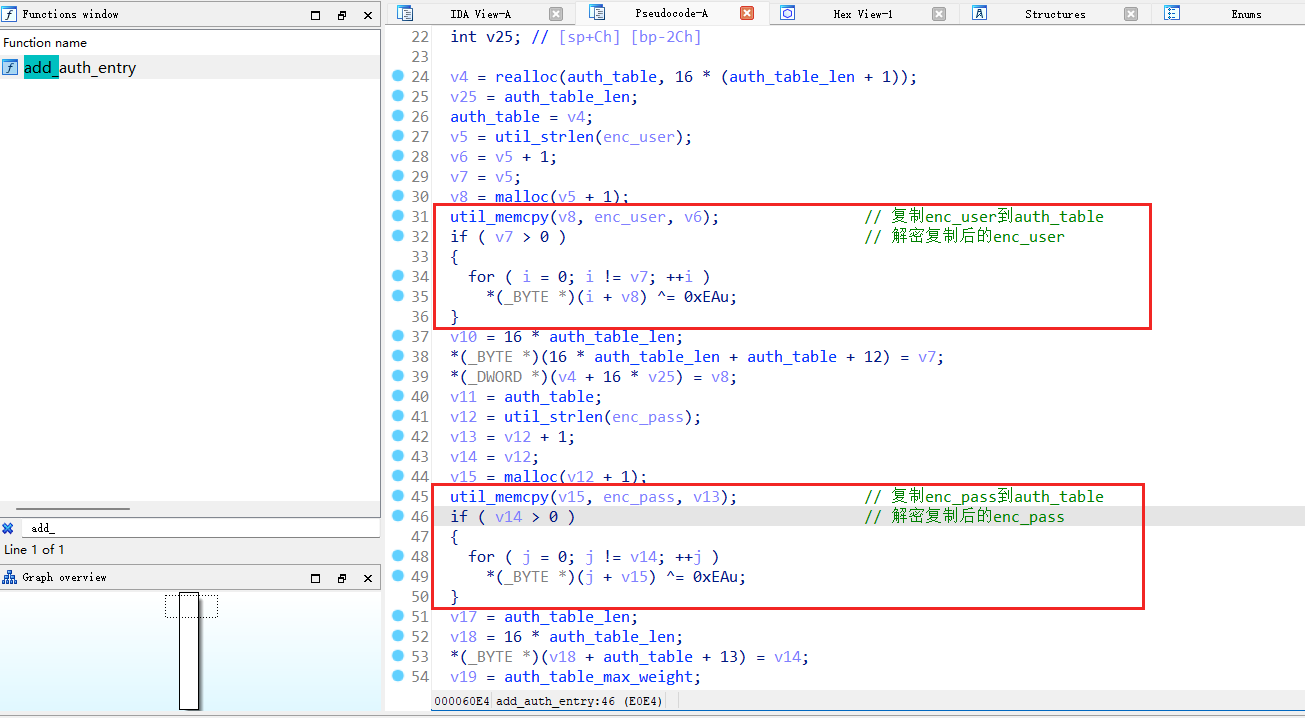 Functions window
Function name
add_auth_entry
add_
Line 1 of 1
Graph overview
IDA View-A
Pseudocode-A
Hex View-1
Structures
Enums
22 int v25; // [sp+Ch] [bp-2Ch]
23
24 v4 = realloc(auth_table, 16 * (auth_table_len + 1));
25 v25 = auth_table_len;
26 auth_table = v4;
27 v5 = util_strlen(enc_user);
28 v6 = v5 + 1;
29 v7 = v5;
30 v8 = malloc(v5 + 1);
31 util_memcpy(v8, enc_user, v6); // 复制enc_user到auth_table
32 if ( v7 > 0 ) // 解密复制后的enc_user
33 {
34 for ( i = 0; i != v7; ++i )
35 *(_BYTE *)(i + v8) ^= 0xEAu;
36 }
37 v10 = 16 * auth_table_len;
38 *(_BYTE *)(16 * auth_table_len + auth_table + 12) = v7;
39 *(_DWORD *)(v4 + 16 * v25) = v8;
40 v11 = auth_table;
41 v12 = util_strlen(enc_pass);
42 v13 = v12 + 1;
43 v14 = v12;
44 v15 = malloc(v12 + 1);
45 util_memcpy(v15, enc_pass, v13); // 复制enc_pass到auth_table
46 if ( v14 > 0 ) // 解密复制后的enc_pass
47 {
48 for ( j = 0; j != v14; ++j )
49 *(_BYTE *)(j + v15) ^= 0xEAu;
50 }
51 v17 = auth_table_len;
52 v18 = 16 * auth_table_len;
53 *(_BYTE *)(v18 + auth_table + 13) = v14;
54 v19 = auth_table_max_weight;
000060E4 add_auth_entry:46 (E0E4)